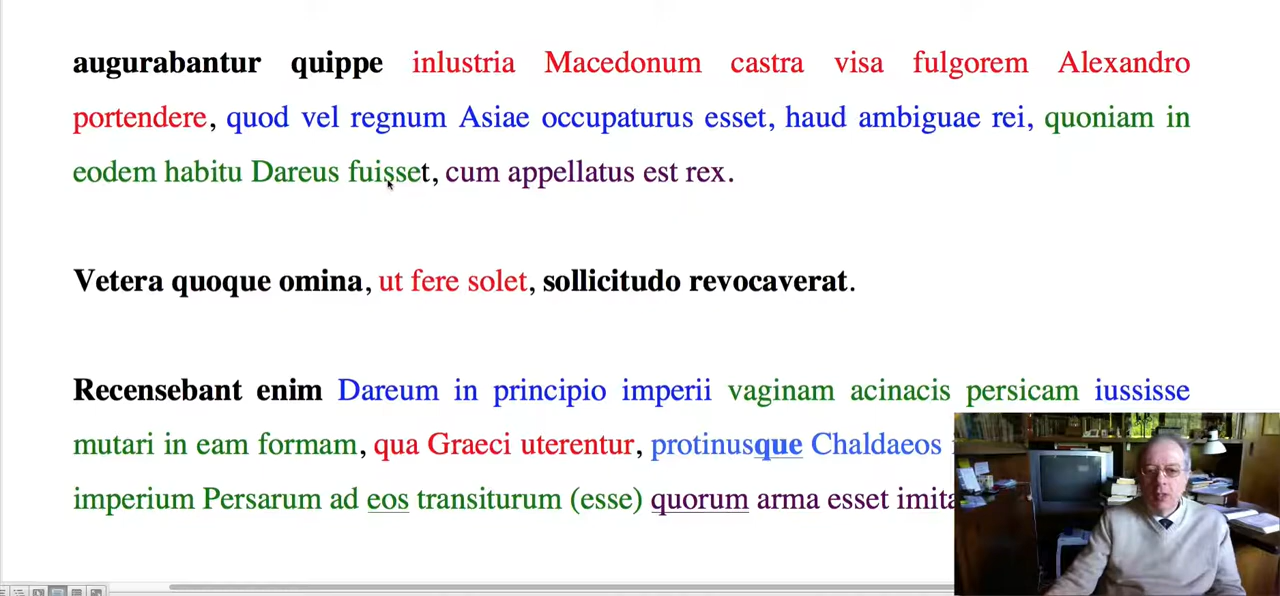 augurabantur quippe inlustria Macedonum castra visa fulgorem Alexandro
portendere, quod vel regnum Asiae occupaturus esset, haud ambiguae rei, quoniam in
eodem habitu Dareus fuisset, cum appellatus est rex.
Vetera quoque omina, ut fere solet, sollicitudo revocaverat.
Recensebant enim Dareum in principio imperii vaginam acinacis persicam iussisse
mutari in eam formam, qua Graeci uterentur, protinusque Chaldaeos
imperium Persarum ad eos transiturum (esse) quorum arma esset